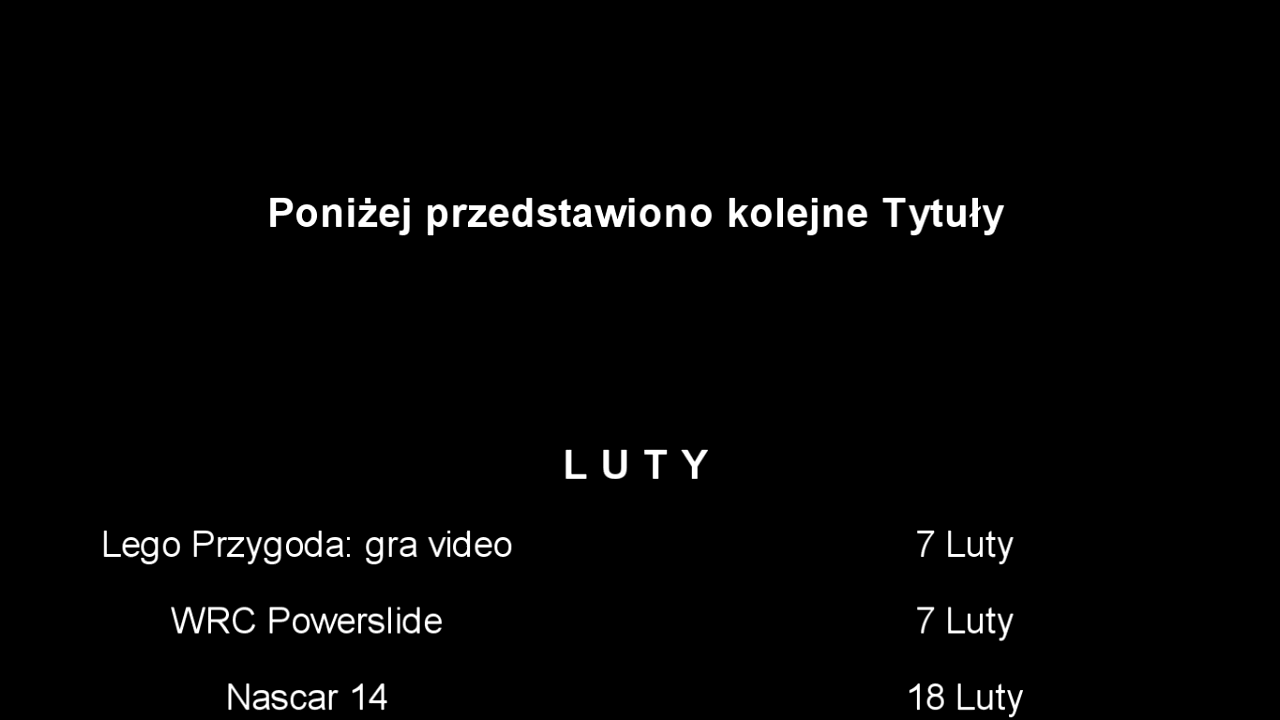 Poniżej przedstawiono kolejne Tytuły
L U T Y
Lego Przygoda: gra video 7 Luty
WRC Powerslide 7 Luty
Nascar 14 18 Luty